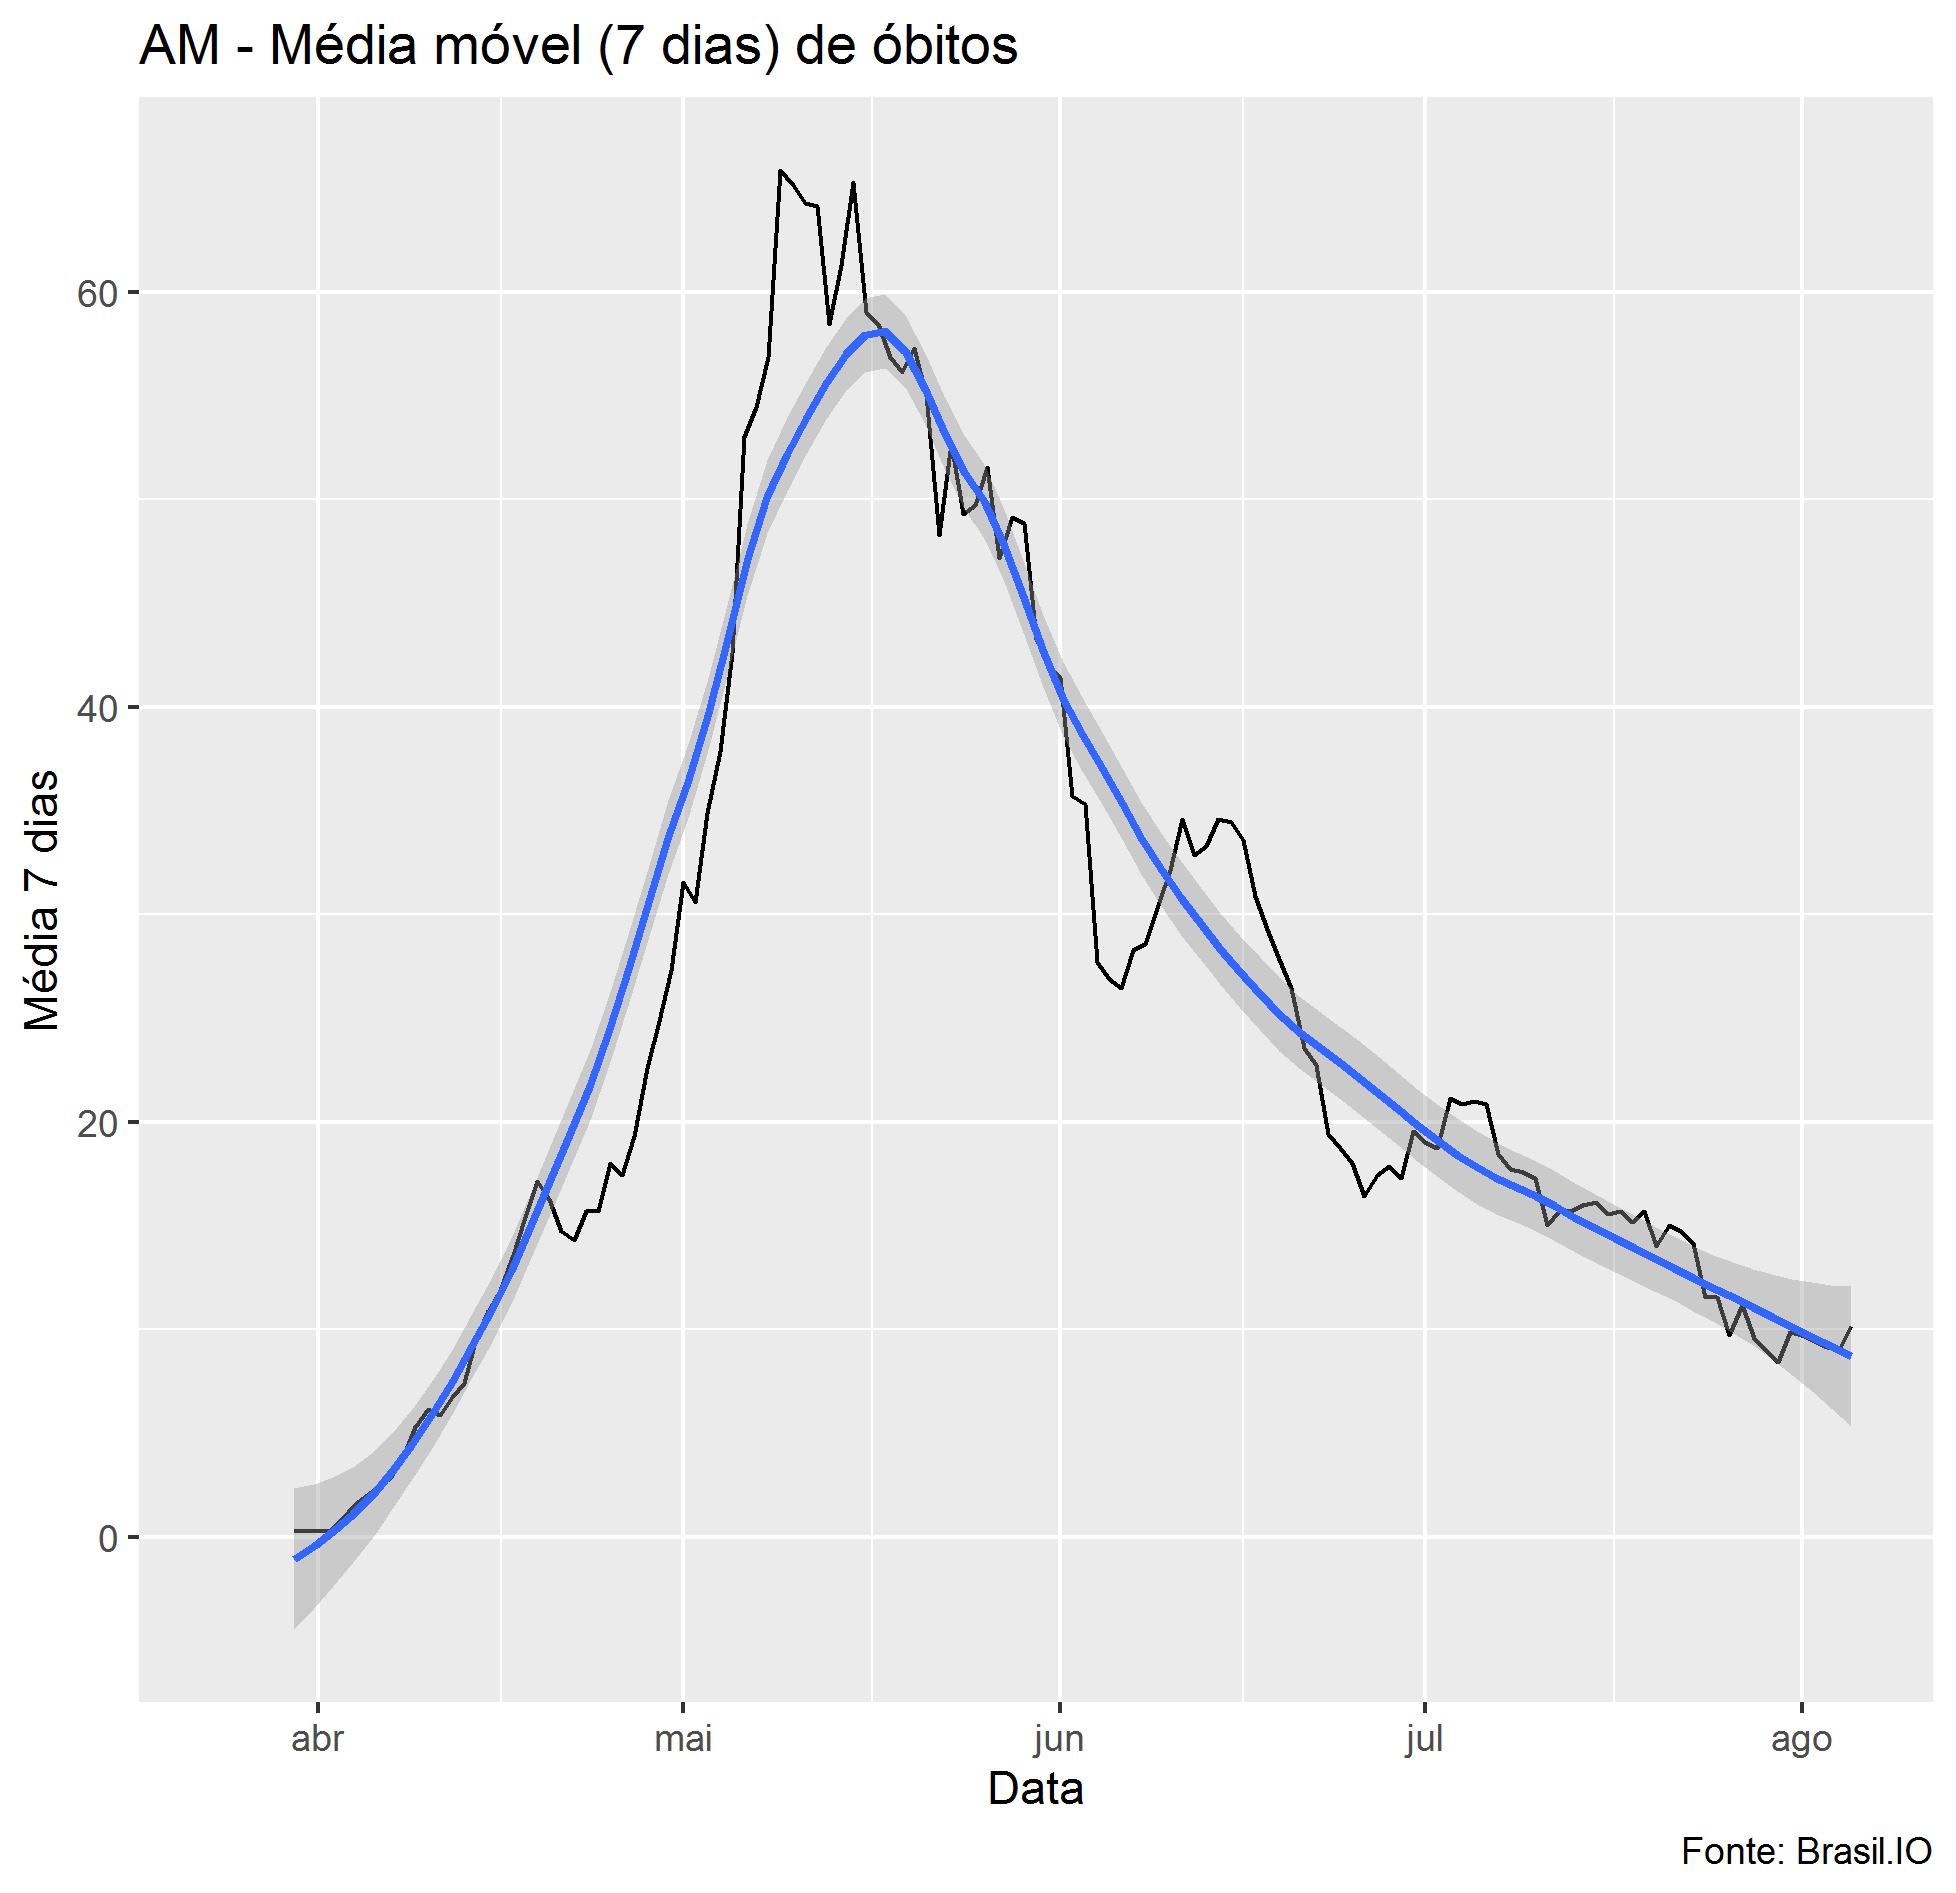 AM - Média móvel (7 dias) de óbitos
Média 7 dias
60
40
20
0
abr mai jun jul ago
Data
Fonte: Brasil.IO